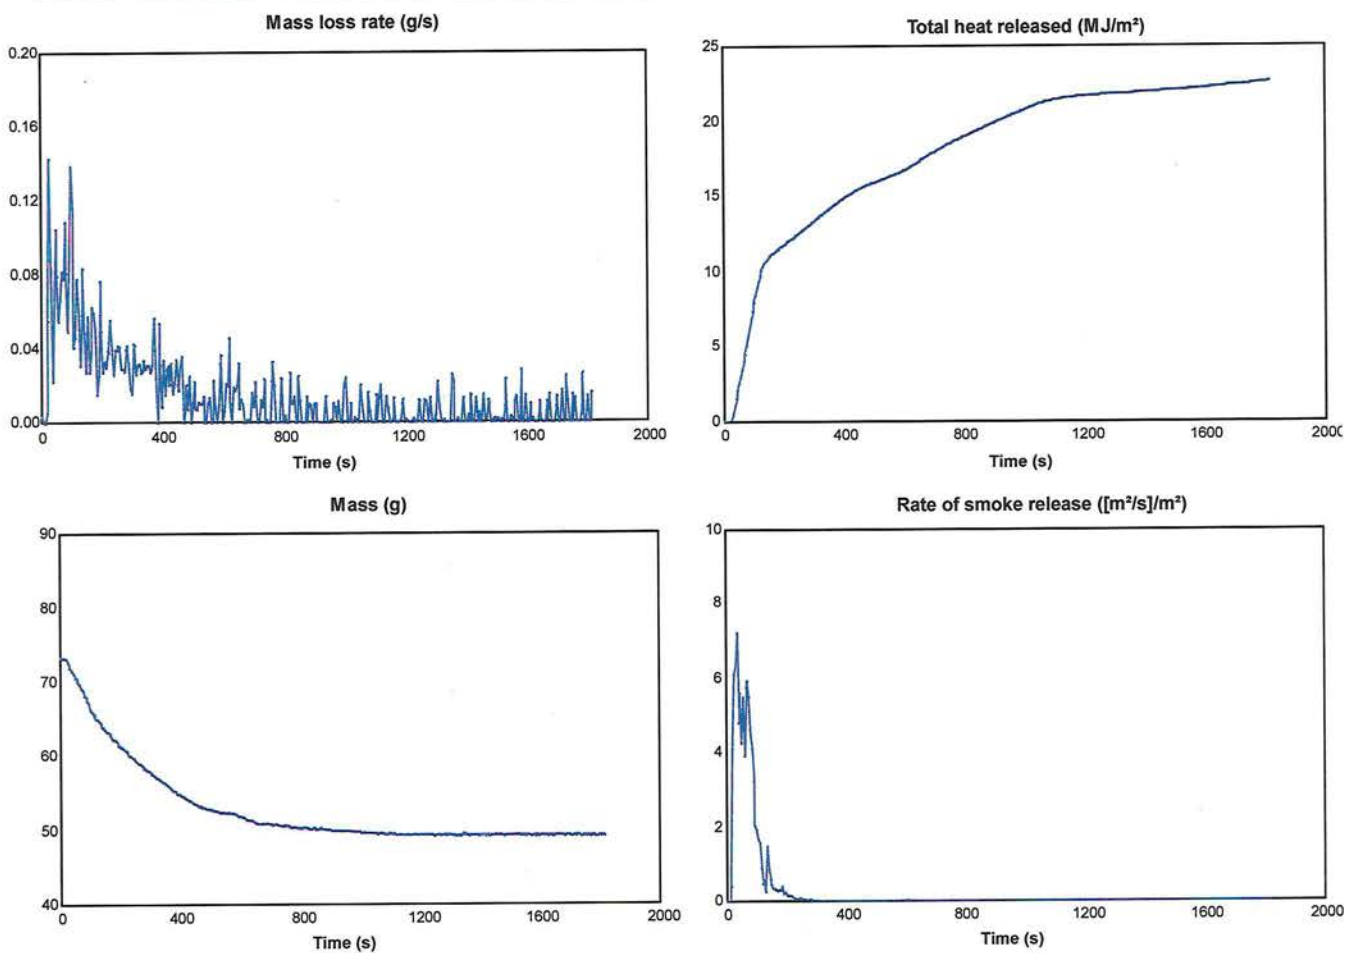 Mass loss rate (g/s)
0.20
0.16
0.12
0.08
0.04
0.00
0 400 800 1200 1600 2000
Time (s)
Total heat released (MJ/m²)
25
20
15
10
5
0
0 400 800 1200 1600 200(
Time (s)
Mass (g)
90
80
70
60
50
40
0 400 800 1200 1600 2000
Time (s)
Rate of smoke release ([m²/s]/m²)
10
8
6
4
2
0
0 400 800 1200 1600 2000
Time (s)